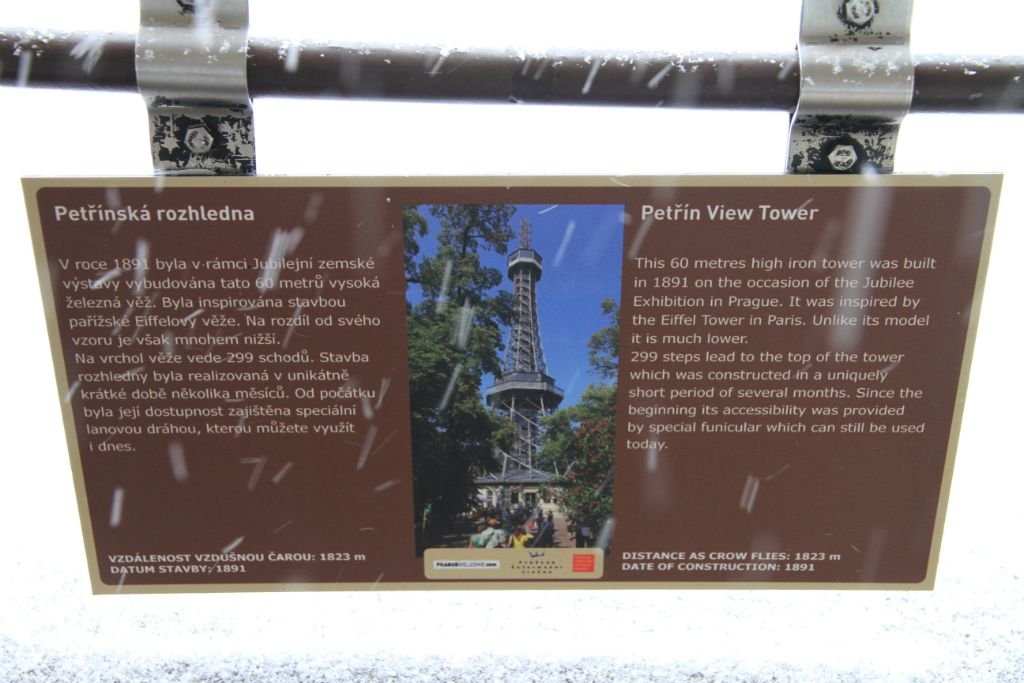 Petřínská rozhledna
V roce 1891 byla v rámci Jubilejní zemské
výstavy vybudována tato 60 metrů vysoká
železná věž. Byla inspirována stavbou
pařížské Eiffelovy věže. Na rozdíl od svého
vzoru je však mnohem nižší.
Na vrchol věže vede 299 schodů. Stavba
rozhledny byla realizovaná v unikátně
krátké době několika měsíců. Od počátku
byla její dostupnost zajištěna speciální
lanovou dráhou, kterou můžete využít
i dnes.
VZDÁLENOST VZDUŠNOU ČAROU: 1823 m
DATUM STAVBY: 1891
PRAGUEWELCOME.com
Pražská
informační
služba
Petřín View Tower
This 60 metres high iron tower was built
in 1891 on the occasion of the Jubilee
Exhibition in Prague. It was inspired by
the Eiffel Tower in Paris. Unlike its model
it is much lower.
299 steps lead to the top of the tower
which was constructed in a uniquely
short period of several months. Since the
beginning its accessibility was provided
by special funicular which can still be used
today.
DISTANCE AS CROW FLIES: 1823 m
DATE OF CONSTRUCTION: 1891